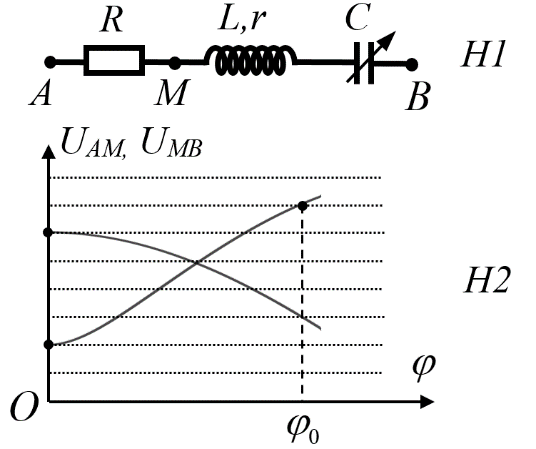 R L,r C H1
A M B
U_AM, U_MB
H2
φ
O
φ₀